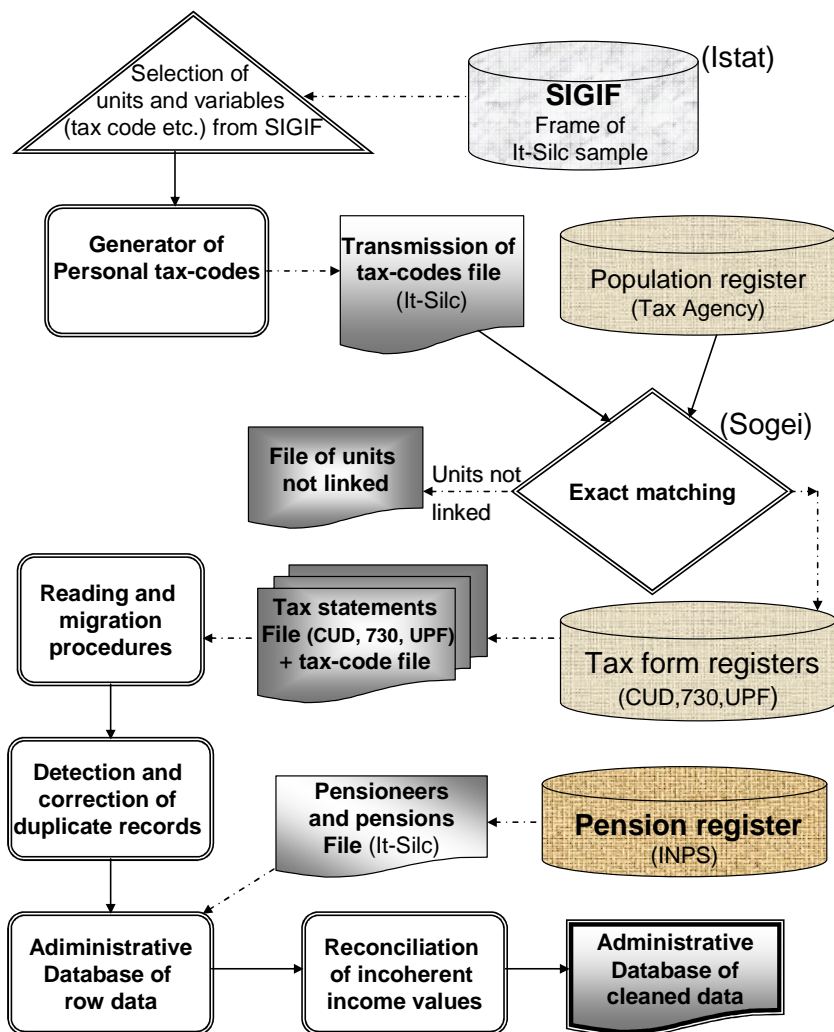 Selection of
units and variables
(tax code etc.) from SIGIF
(Istat)
SIGIF
Frame of
It-Silc sample
Generator of
Personal tax-codes
Transmission of
tax-codes file
(It-Silc)
Population register
(Tax Agency)
(Sogei)
Exact matching
Units not
linked
File of units
not linked
Reading and
migration
procedures
Tax statements
File (CUD, 730, UPF)
+ tax-code file
Tax form registers
(CUD,730,UPF)
Detection and
correction of
duplicate records
Pensioneers
and pensions
File (It-Silc)
Pension register
(INPS)
Adiministrative
Database of
row data
Reconciliation
of incoherent
income values
Administrative
Database of
cleaned data